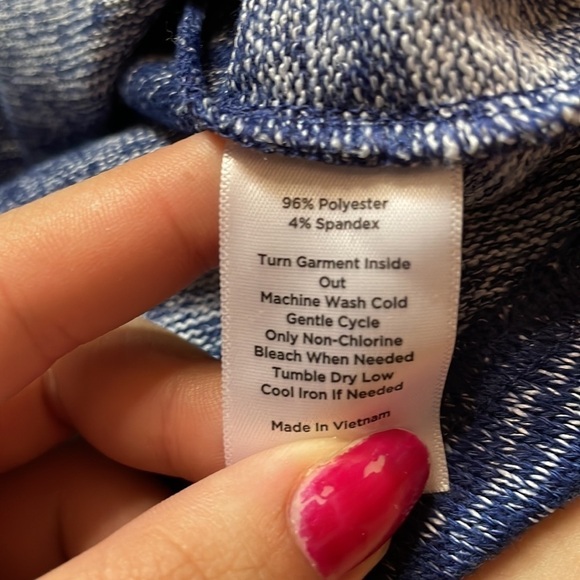 96% Polyester
4% Spandex
Turn Garment Inside
Out
Machine Wash Cold
Gentle Cycle
Only Non-Chlorine
Bleach When Needed
Tumble Dry Low
Cool Iron If Needed
Made In Vietnam